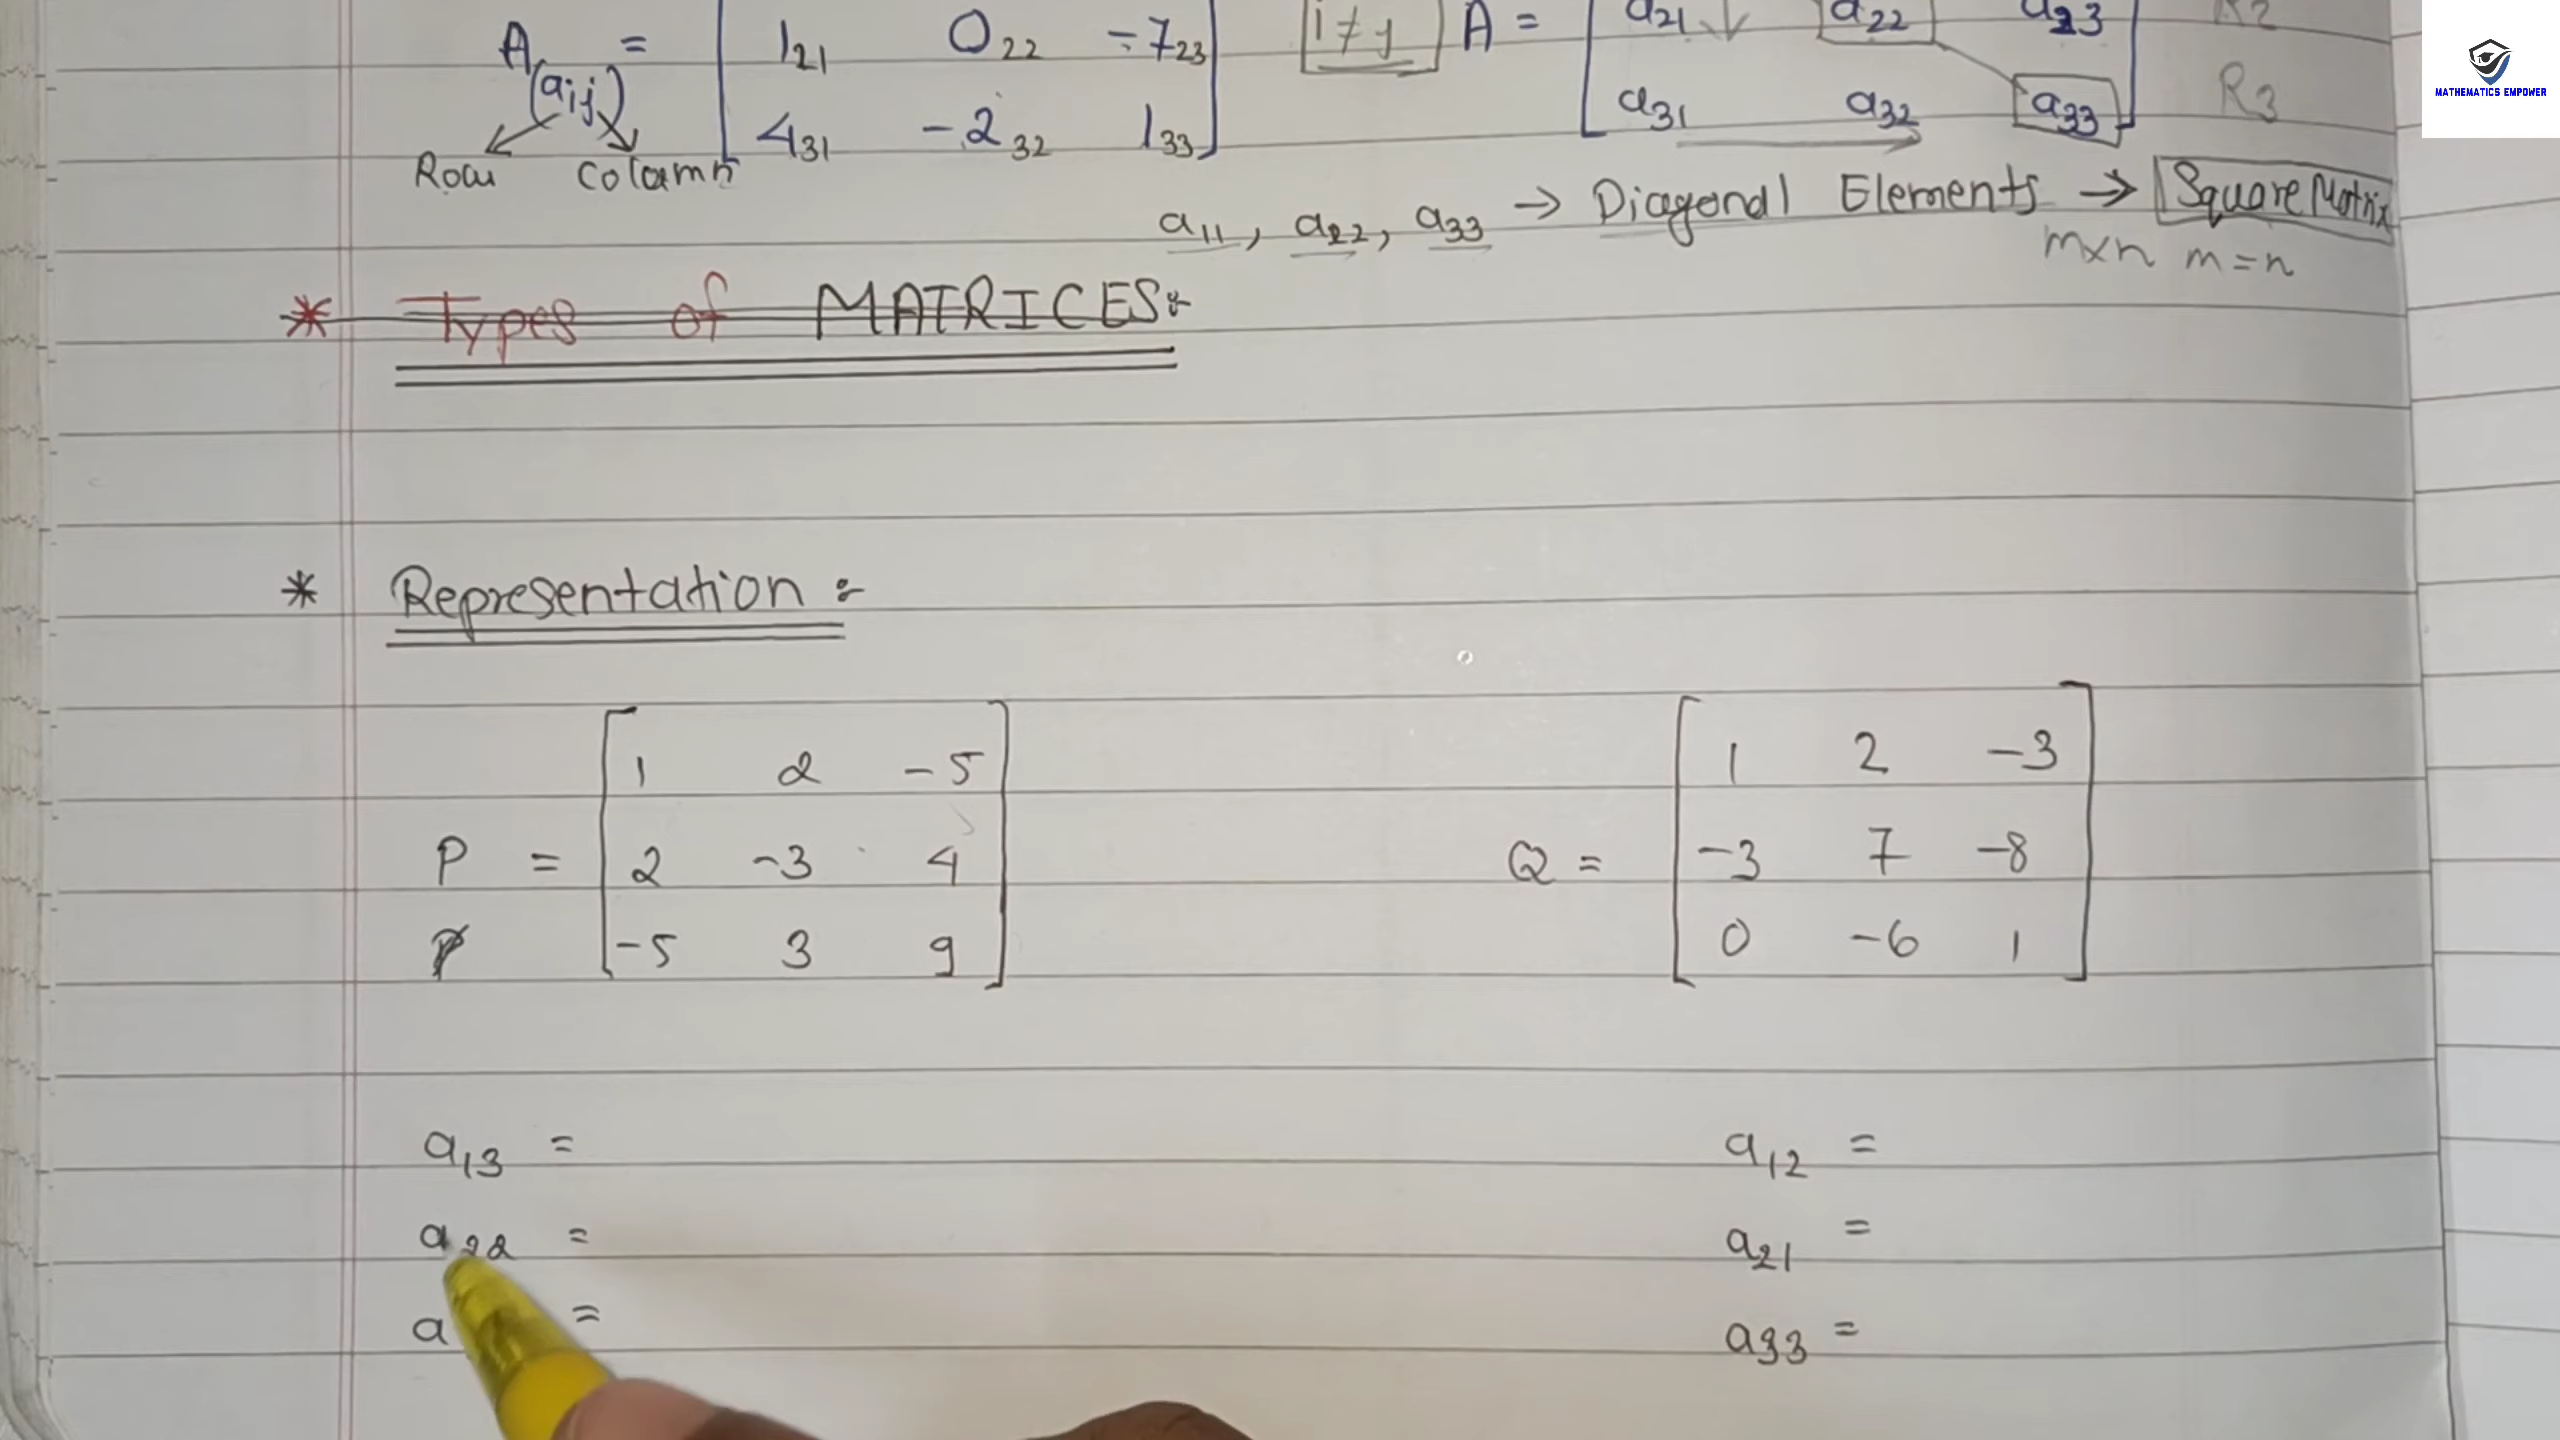 1₂₁ 0₂₂ -7₂₃ i ≠ j A = a₂₁ a₂₂ a₂₃
A = 
(aij) 4₃₁ -2₃₂ 1₃₃ a₃₁ a₃₂ a₃₃ R3
MATHEMATICS EMPOWER
Row Column
a₁₁, a₂₂, a₃₃ → Diagonal Elements → Square Matrix
m×n m=n
* Types of MATRICES:-
* Representation :-
1 2 -5
P = 2 -3 4
-5 3 9
1 2 -3
Q = -3 7 -8
0 -6 1
a₁₃ =
a₂₂ =
a =
a₁₂ =
a₂₁ =
a₃₃ =